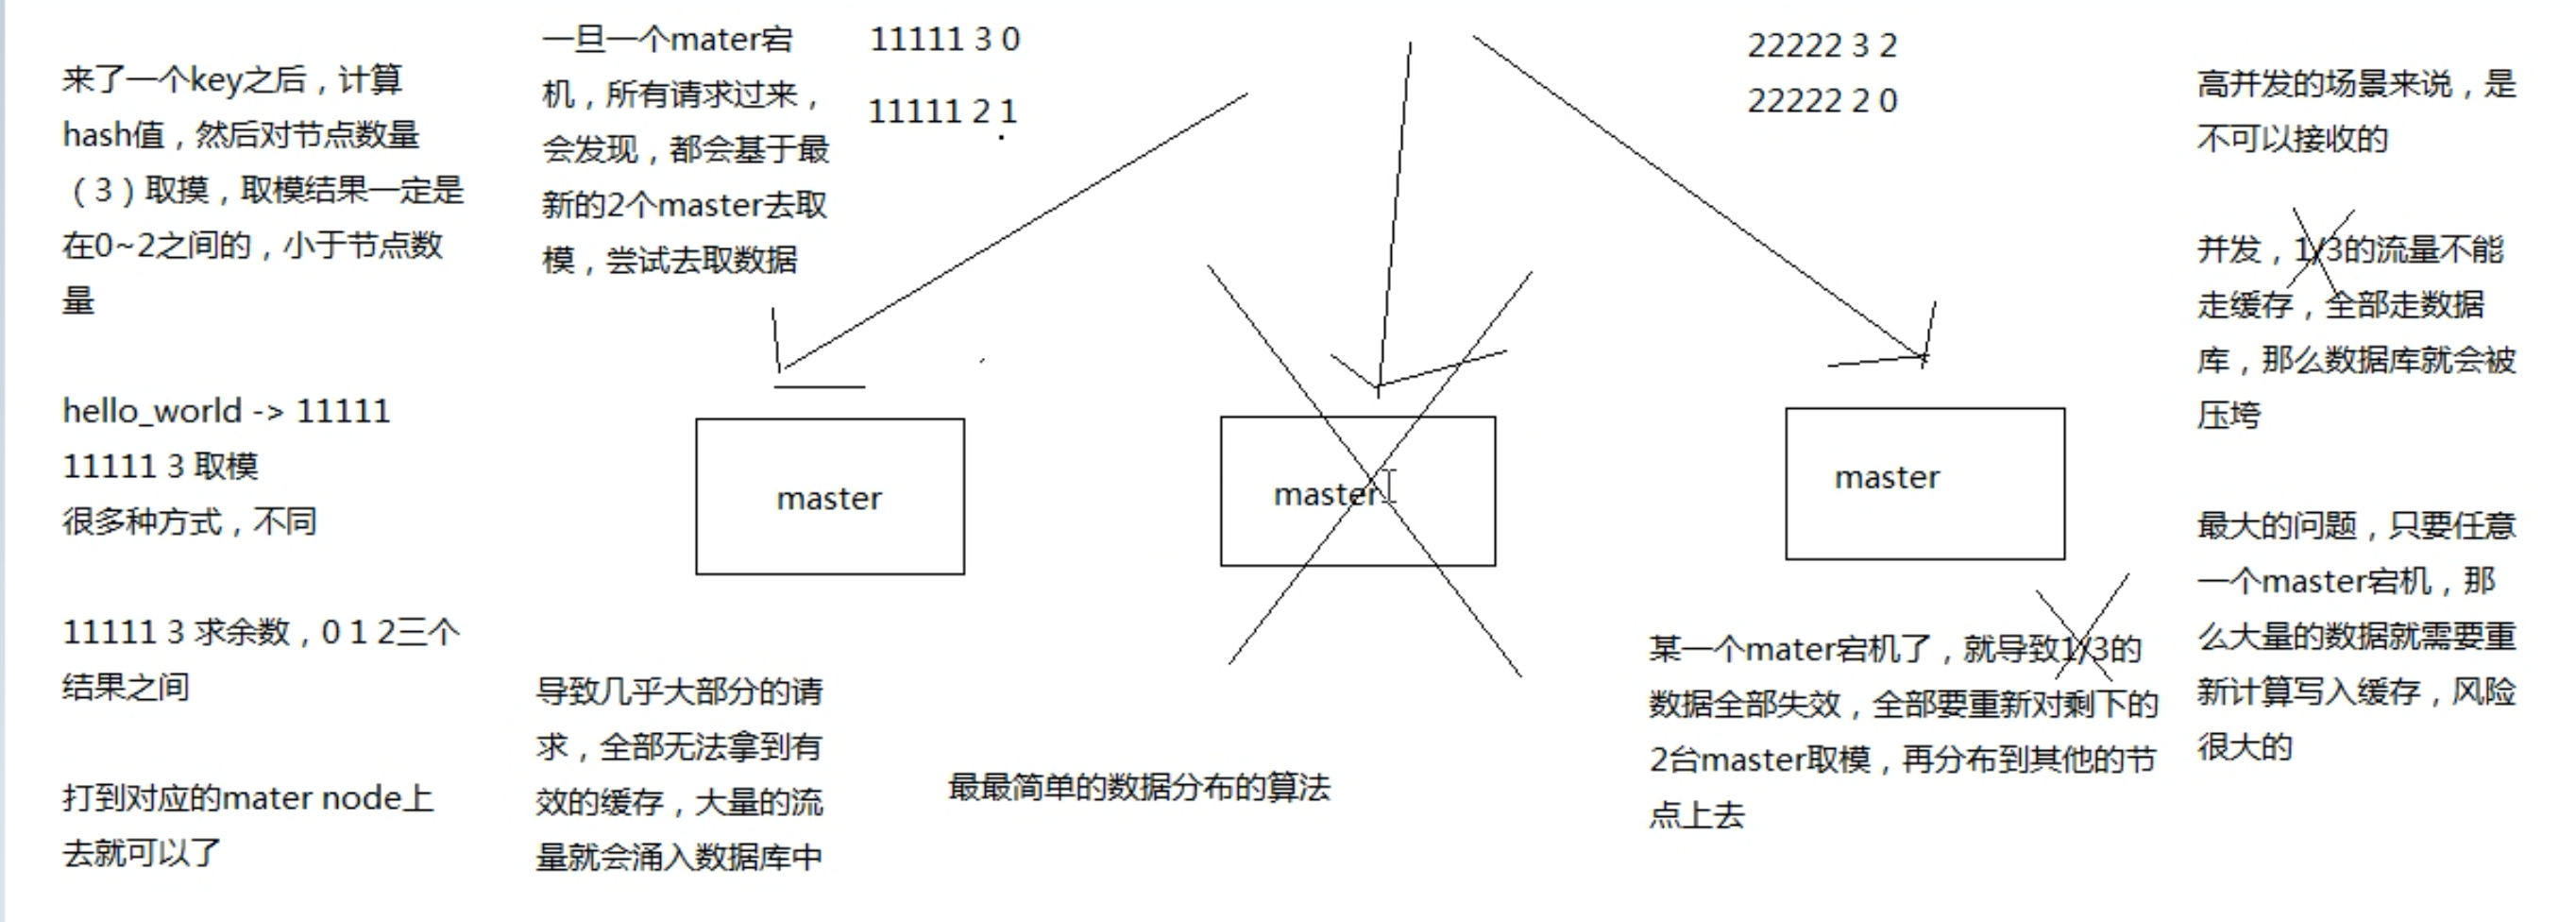 来了一个key之后，计算
hash值，然后对节点数量
（3）取摸，取模结果一定是
在0~2之间的，小于节点数
量
hello_world -> 11111
11111 3 取模
很多种方式，不同
11111 3 求余数，0 1 2三个
结果之间
打到对应的mater node上
去就可以了
一旦一个mater宕
机，所有请求过来，
会发现，都会基于最
新的2个master去取
模，尝试去取数据
11111 3 0
11111 2 1
22222 3 2
22222 2 0
master
master
master
导致几乎大部分的请
求，全部无法拿到有
效的缓存，大量的流
量就会涌入数据库中
最最简单的数据分布的算法
某一个mater宕机了，就导致1/3的
数据全部失效，全部要重新对剩下的
2台master取模，再分布到其他的节
点上去
高并发的场景来说，是
不可以接收的
并发，1/3的流量不能
走缓存，全部走数据
库，那么数据库就会被
压垮
最大的问题，只要任意
一个master宕机，那
么大量的数据就需要重
新计算写入缓存，风险
很大的